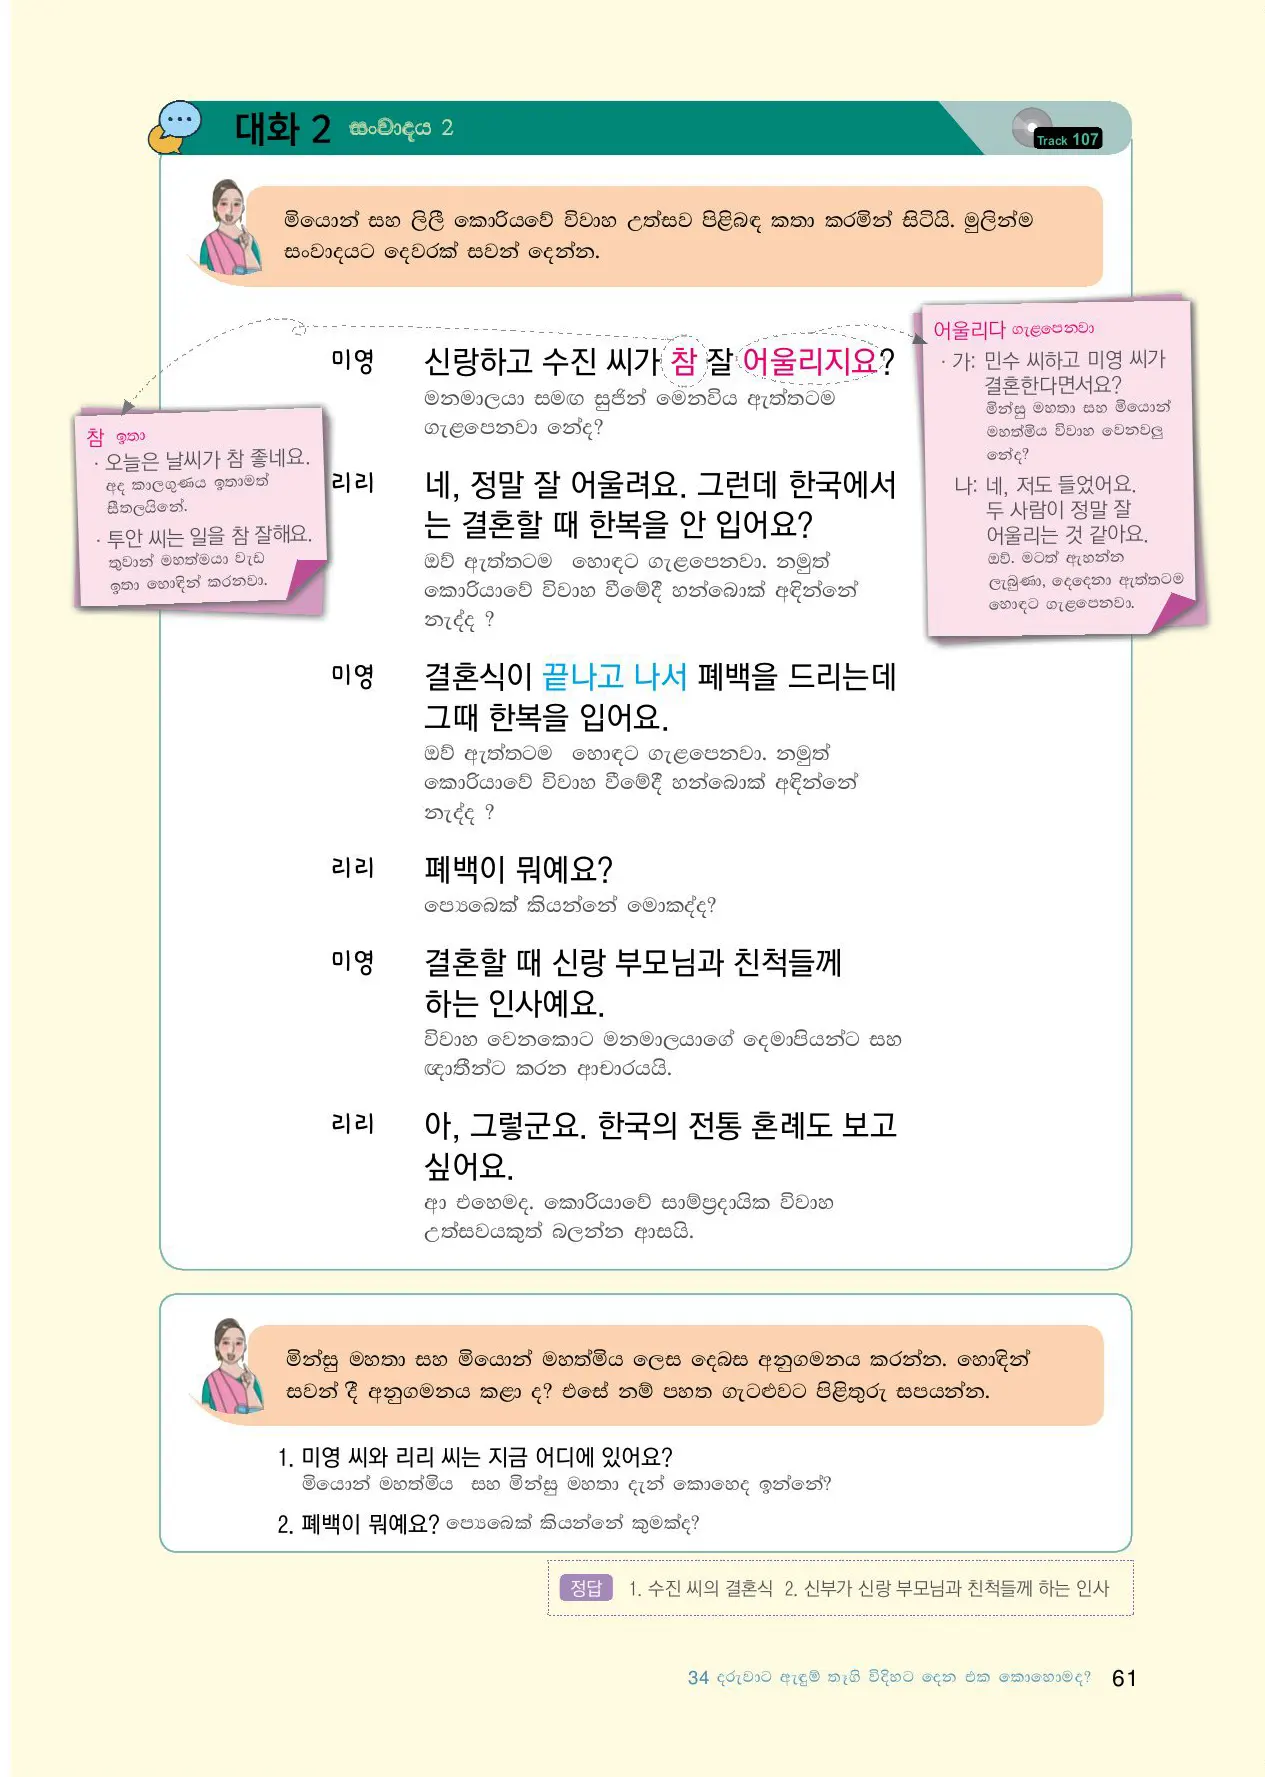 대화 2 සංවාදය 2
Track 107
මියොන් සහ ලිලී කොරියවේ විවාහ උත්සව පිළිබඳ කතා කරමින් සිටියි. මුලින්ම
සංවාදයට දෙවරක් සවන් දෙන්න.
미영 신랑하고 수진 씨가 참 잘 어울리지요?
මනමාලයා සමඟ සුජින් මෙනවිය ඇත්තටම
ගැළපෙනවා නේද?
리리 네, 정말 잘 어울려요. 그런데 한국에서
는 결혼할 때 한복을 안 입어요?
ඔව් ඇත්තටම හොඳට ගැළපෙනවා. නමුත්
කොරියාවේ විවාහ වීමේදී හන්බොක් අඳින්නේ
නැද්ද ?
미영 결혼식이 끝나고 나서 폐백을 드리는데
그때 한복을 입어요.
ඔව් ඇත්තටම හොඳට ගැළපෙනවා. නමුත්
කොරියාවේ විවාහ වීමේදී හන්බොක් අඳින්නේ
නැද්ද ?
리리 폐백이 뭐예요?
පෙ‍යබෙක් කියන්නේ මොකද්ද?
미영 결혼할 때 신랑 부모님과 친척들께
하는 인사예요.
විවාහ වෙනකොට මනමාලයාගේ දෙමාපියන්ට සහ
ඥාතීන්ට කරන ආචාරයයි.
리리 아, 그렇군요. 한국의 전통 혼례도 보고
싶어요.
ආ එහෙමද. කොරියාවේ සාම්ප්‍රදායික විවාහ
උත්සවයකුත් බලන්න ආසයි.
참 ඉතා
· 오늘은 날씨가 참 좋네요.
අද කාලගුණය ඉතාමත්
සීතලයිනේ.
· 투안 씨는 일을 참 잘해요.
තුවාන් මහත්මයා වැඩ
ඉතා හොඳින් කරනවා.
어울리다 ගැළපෙනවා
· 가: 민수 씨하고 미영 씨가
결혼한다면서요?
මින්සු මහතා සහ මියොන්
මහත්මිය විවාහ වෙනවලු
නේද?
나: 네, 저도 들었어요.
두 사람이 정말 잘
어울리는 것 같아요.
ඔව්. මටත් ඇහන්න
ලැබුණා, දෙදෙනා ඇත්තටම
හොඳට ගැළපෙනවා.
මින්සු මහතා සහ මියොන් මහත්මිය ලෙස දෙබස අනුගමනය කරන්න. හොඳින්
සවන් දී අනුගමනය කළා ද? එසේ නම් පහත ගැටළුවට පිළිතුරු සපයන්න.
1. 미영 씨와 리리 씨는 지금 어디에 있어요?
මියොන් මහත්මිය සහ මින්සු මහතා දැන් කොහෙද ඉන්නේ?
2. 폐백이 뭐예요? පෙ‍යබෙක් කියන්නේ කුමක්ද?
정답 1. 수진 씨의 결혼식 2. 신부가 신랑 부모님과 친척들께 하는 인사
34 දරුවාට ඇඳුම් තෑගි විදිහට දෙන එක කොහොමද? 61